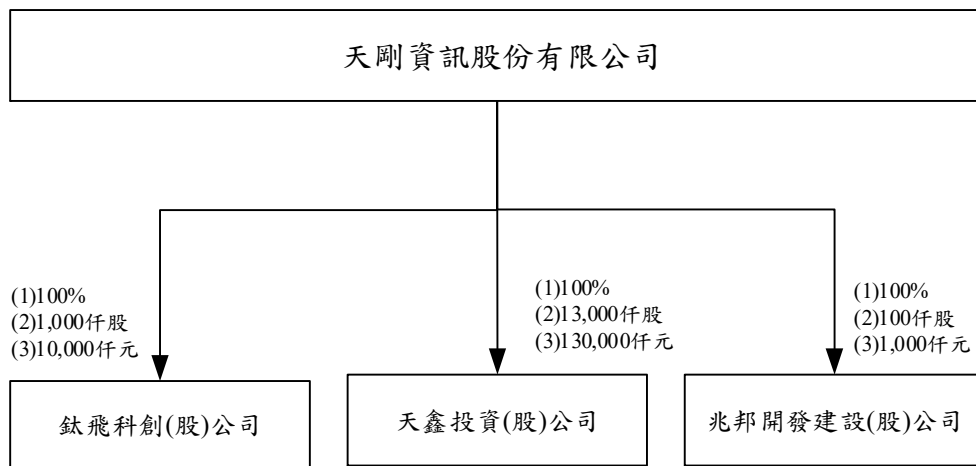 天剛資訊股份有限公司
(1)100%
(2)1,000仟股
(3)10,000仟元
(1)100%
(2)13,000仟股
(3)130,000仟元
(1)100%
(2)100仟股
(3)1,000仟元
鈦飛科創(股)公司
天鑫投資(股)公司
兆邦開發建設(股)公司